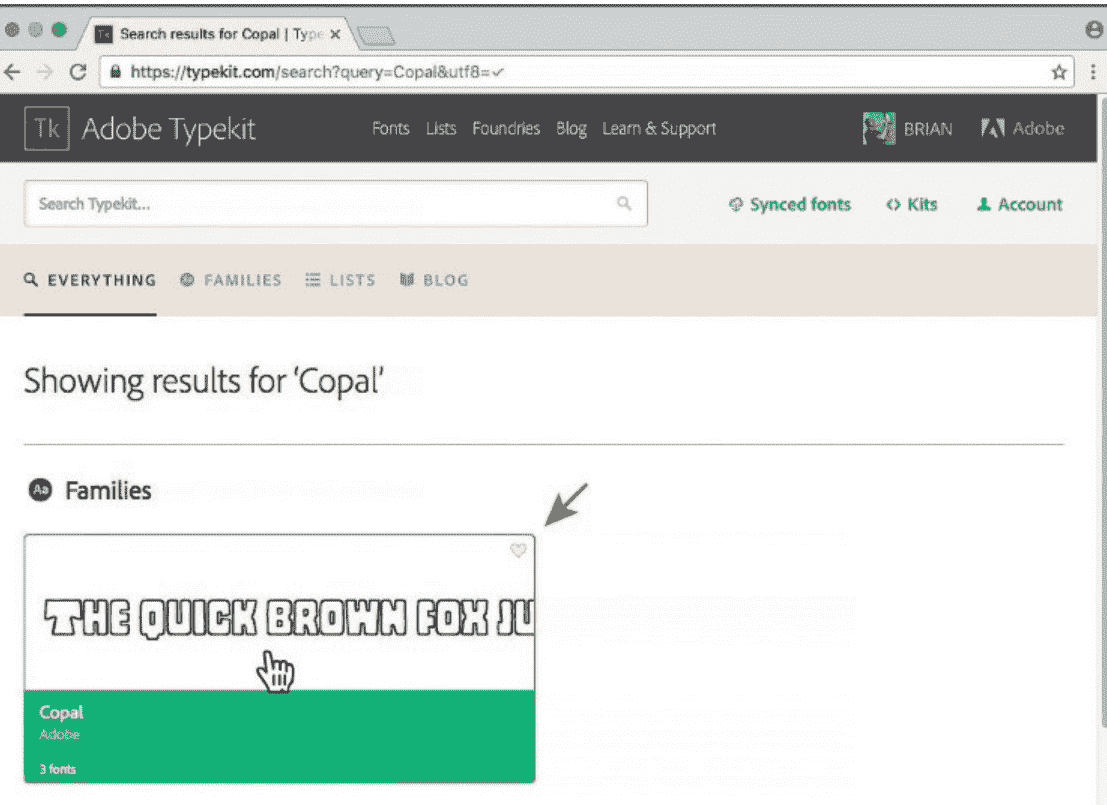 Tk Search results for Copal | Type
https://typekit.com/search?query=Copal&utf8=✓
Tk Adobe Typekit Fonts Lists Foundries Blog Learn & Support BRIAN Adobe
Search Typekit... Synced fonts Kits Account
EVERYTHING FAMILIES LISTS BLOG
Showing results for ‘Copal’
Aa Families
THE QUICK BROWN FOX JU
Copal
Adobe
3 fonts